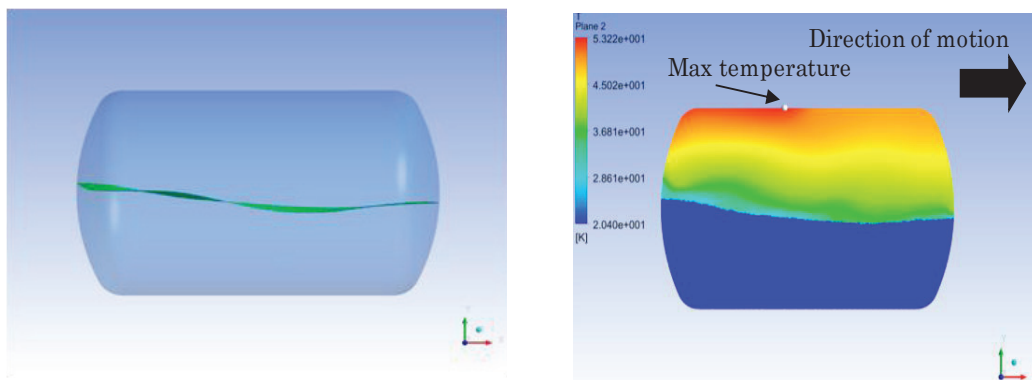 T
Plane 2
5.322e+001
4.502e+001
3.681e+001
2.861e+001
2.040e+001
[K]
Direction of motion
Max temperature